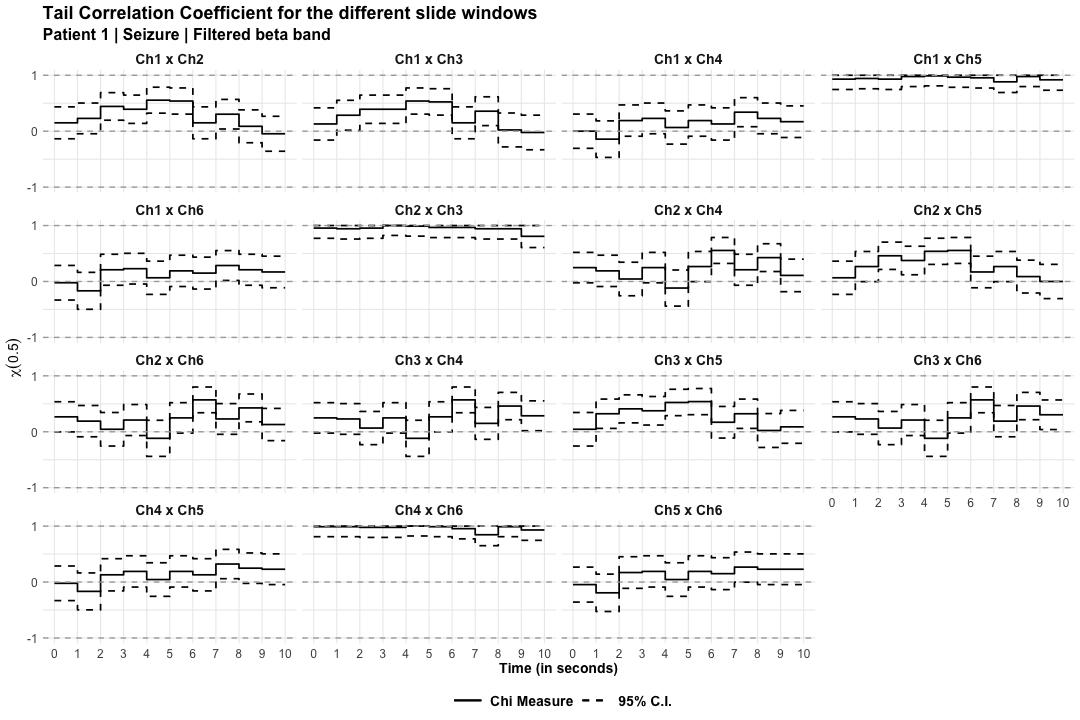 Tail Correlation Coefficient for the different slide windows
Patient 1 | Seizure | Filtered beta band
Ch1 x Ch2 Ch1 x Ch3 Ch1 x Ch4 Ch1 x Ch5
1
0
-1
Ch1 x Ch6 Ch2 x Ch3 Ch2 x Ch4 Ch2 x Ch5
1
0
-1
χ(0.5)
Ch2 x Ch6 Ch3 x Ch4 Ch3 x Ch5 Ch3 x Ch6
1
0
-1
0 1 2 3 4 5 6 7 8 9 10
Ch4 x Ch5 Ch4 x Ch6 Ch5 x Ch6
1
0
-1
0 1 2 3 4 5 6 7 8 9 10 0 1 2 3 4 5 6 7 8 9 10 0 1 2 3 4 5 6 7 8 9 10
Time (in seconds)
Chi Measure 95% C.I.